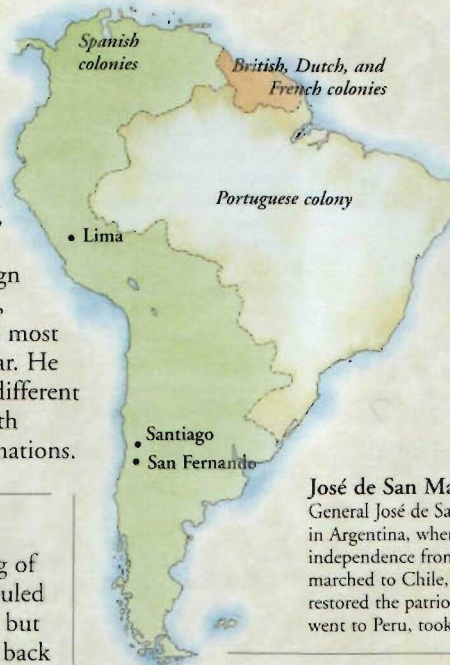 Spanish
colonies
British, Dutch, and
French colonies
Portuguese colony
Lima
gn
most
ar. He
different
th
nations.
Santiago
San Fernando
José de San Ma
General José de Sa
in Argentina, wher
independence from
marched to Chile,
restored the patrio
went to Peru, took
g of
uled
but
back